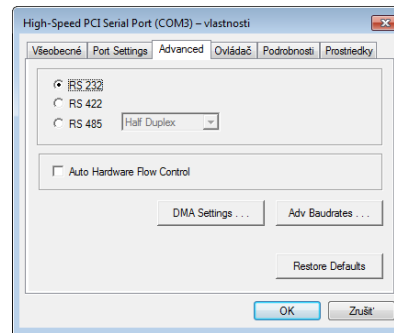 High-Speed PCI Serial Port (COM3) – vlastnosti
Všeobecné Port Settings Advanced Ovládač Podrobnosti Prostriedky
RS 232
RS 422
RS 485 Half Duplex
Auto Hardware Flow Control
DMA Settings . . . Adv Baudrates . . .
Restore Defaults
OK Zrušiť